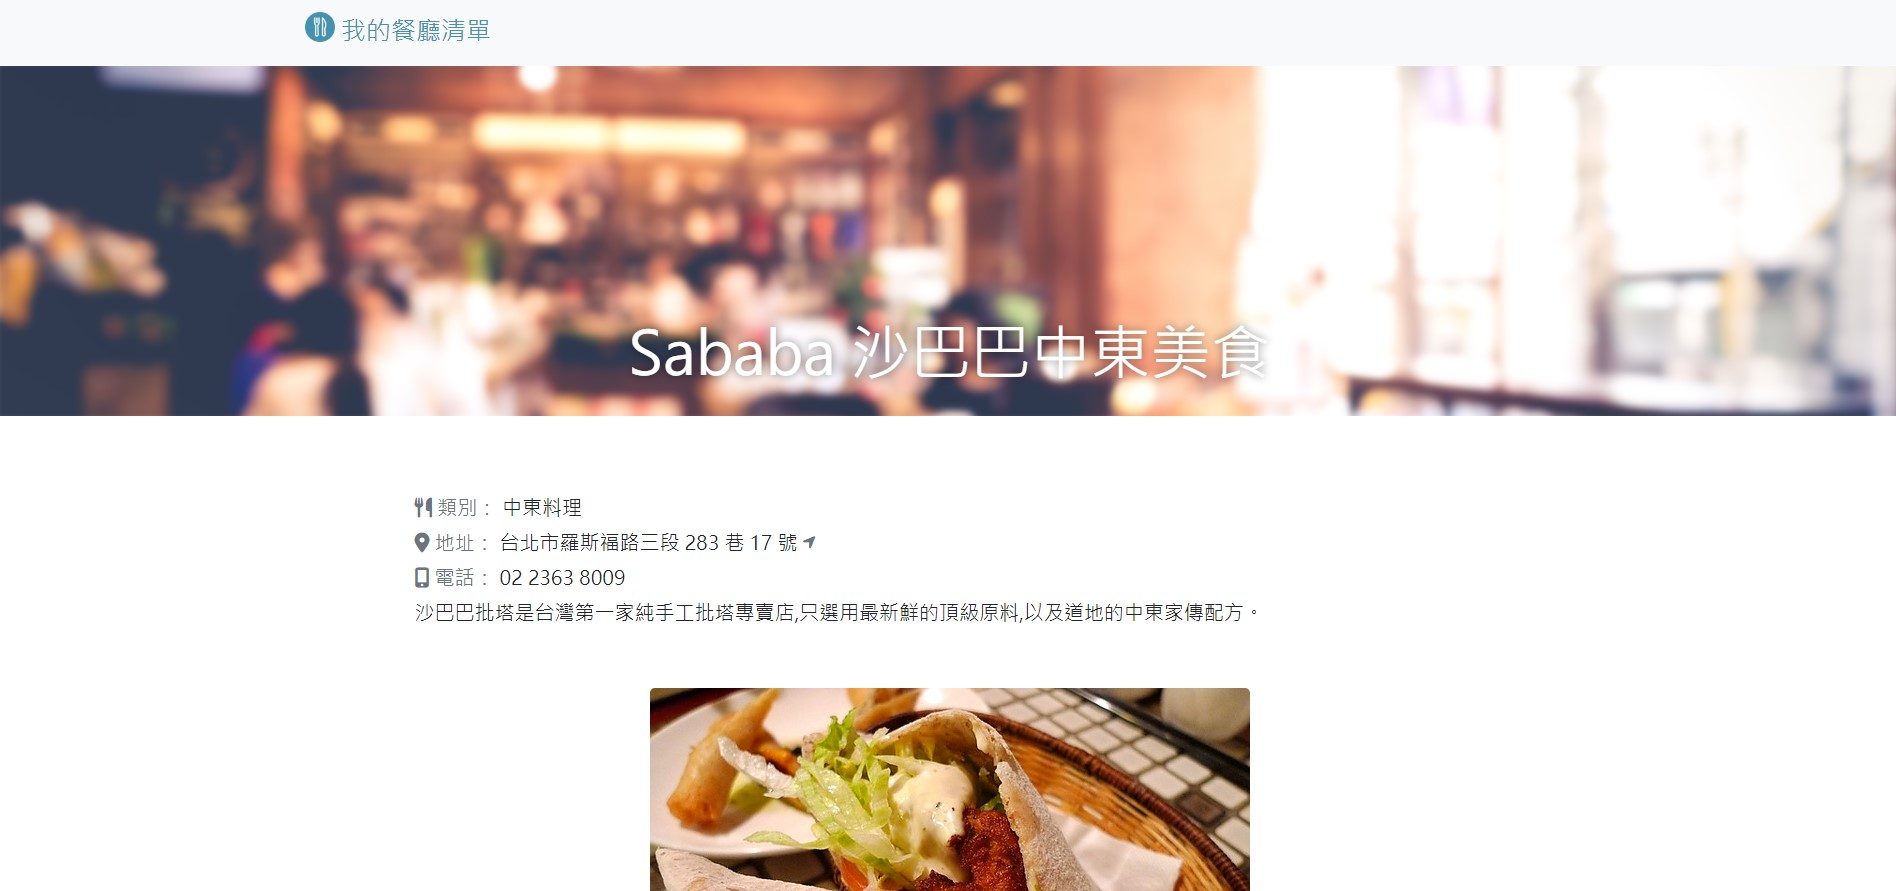 我的餐廳清單
Sababa 沙巴巴中東美食
類別： 中東料理
地址： 台北市羅斯福路三段 283 巷 17 號
電話： 02 2363 8009
沙巴巴批塔是台灣第一家純手工批塔專賣店,只選用最新鮮的頂級原料,以及道地的中東家傳配方。